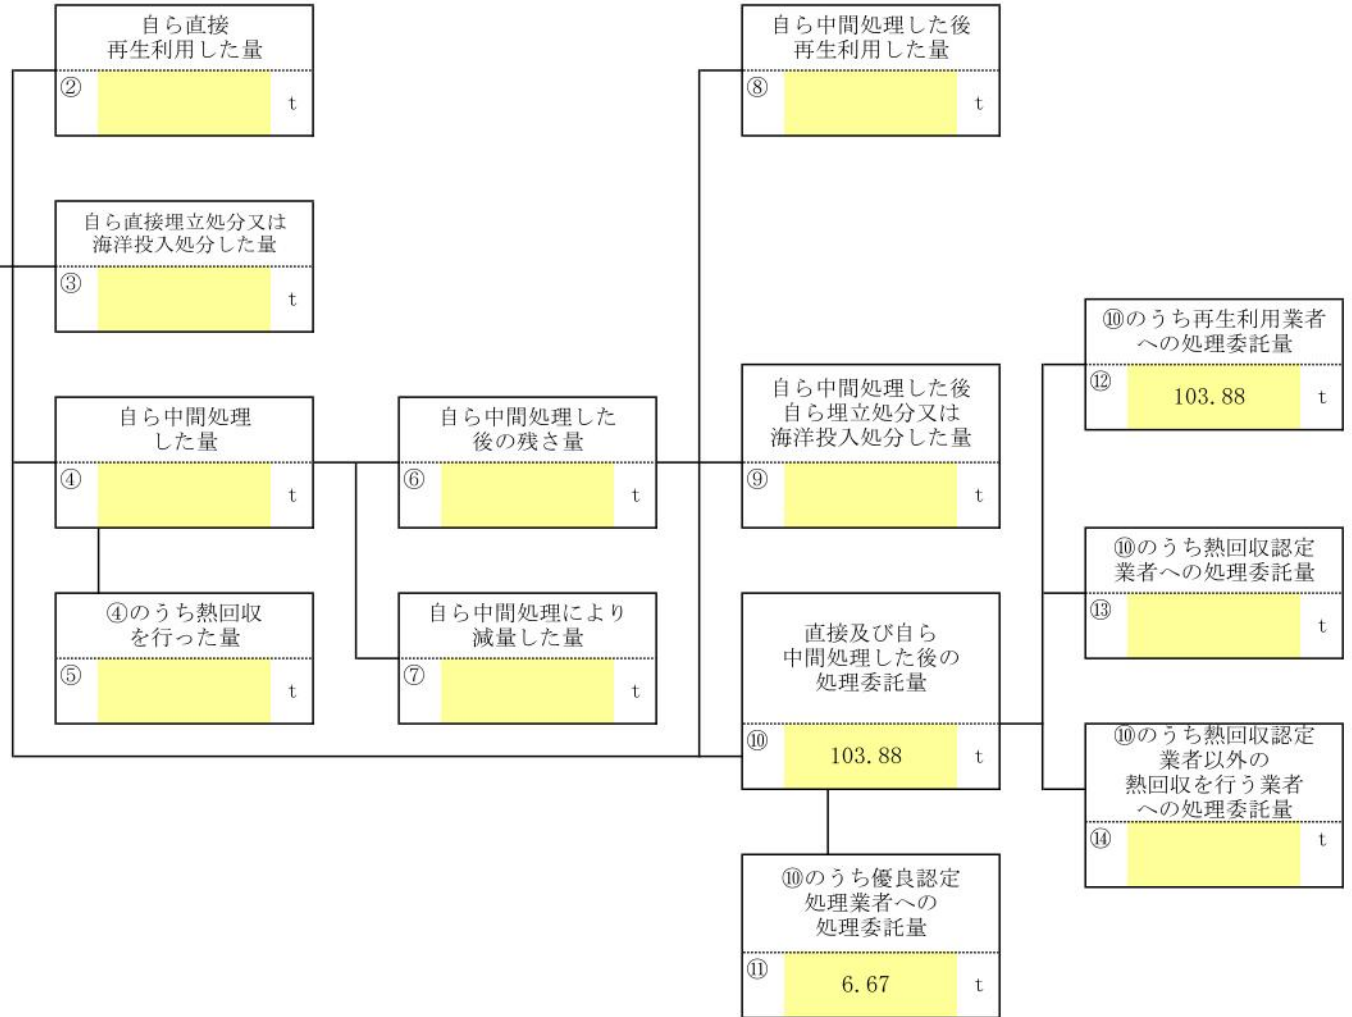 自ら直接
再生利用した量
②
t
自ら中間処理した後
再生利用した量
⑧
t
自ら直接埋立処分又は
海洋投入処分した量
③
t
⑩のうち再生利用業者
への処理委託量
⑫
103.88
t
自ら中間処理
した量
④
t
自ら中間処理した
後の残さ量
⑥
t
自ら中間処理した後
自ら埋立処分又は
海洋投入処分した量
⑨
t
⑩のうち熱回収認定
業者への処理委託量
⑬
t
④のうち熱回収
を行った量
⑤
t
自ら中間処理により
減量した量
⑦
t
直接及び自ら
中間処理した後の
処理委託量
⑩
103.88
t
⑩のうち熱回収認定
業者以外の
熱回収を行う業者
への処理委託量
⑭
t
⑩のうち優良認定
処理業者への
処理委託量
⑪
6.67
t